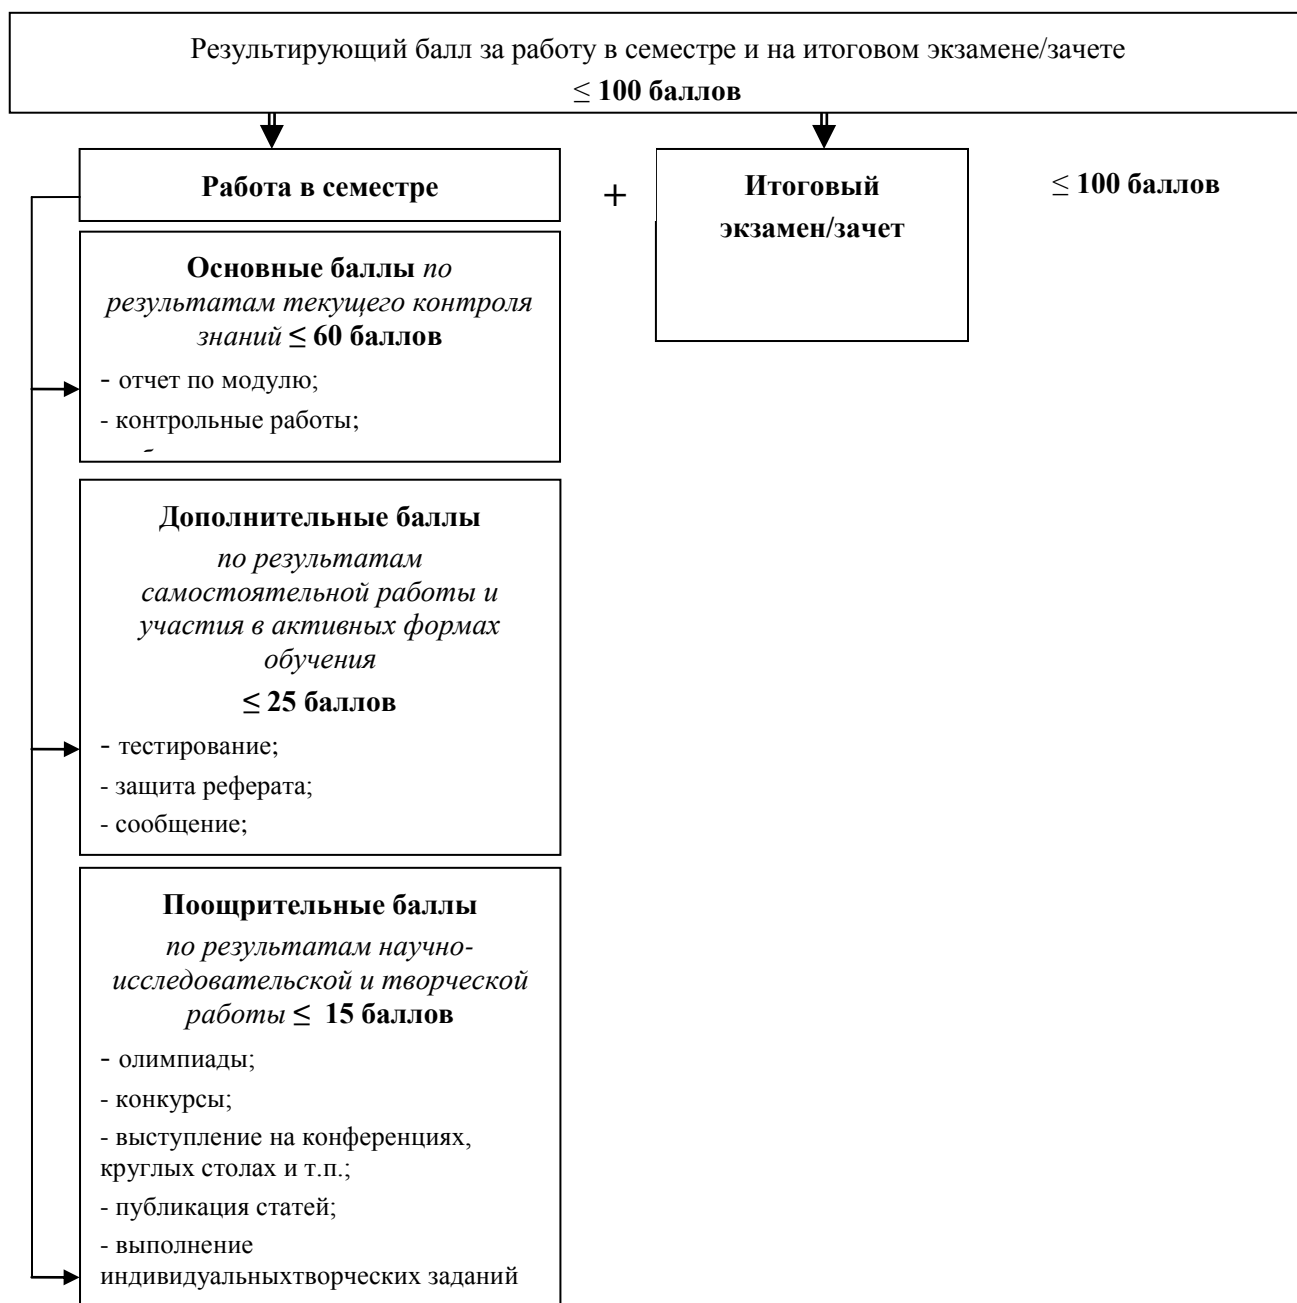 Результирующий балл за работу в семестре и на итоговом экзамене/зачете
≤ 100 баллов
Работа в семестре
+
Итоговый
экзамен/зачет
≤ 100 баллов
Основные баллы по
результатам текущего контроля
знаний ≤ 60 баллов
- отчет по модулю;
- контрольные работы;
Дополнительные баллы
по результатам
самостоятельной работы и
участия в активных формах
обучения
≤ 25 баллов
- тестирование;
- защита реферата;
- сообщение;
Поощрительные баллы
по результатам научно-
исследовательской и творческой
работы ≤ 15 баллов
- олимпиады;
- конкурсы;
- выступление на конференциях,
круглых столах и т.п.;
- публикация статей;
- выполнение
индивидуальныхтворческих заданий